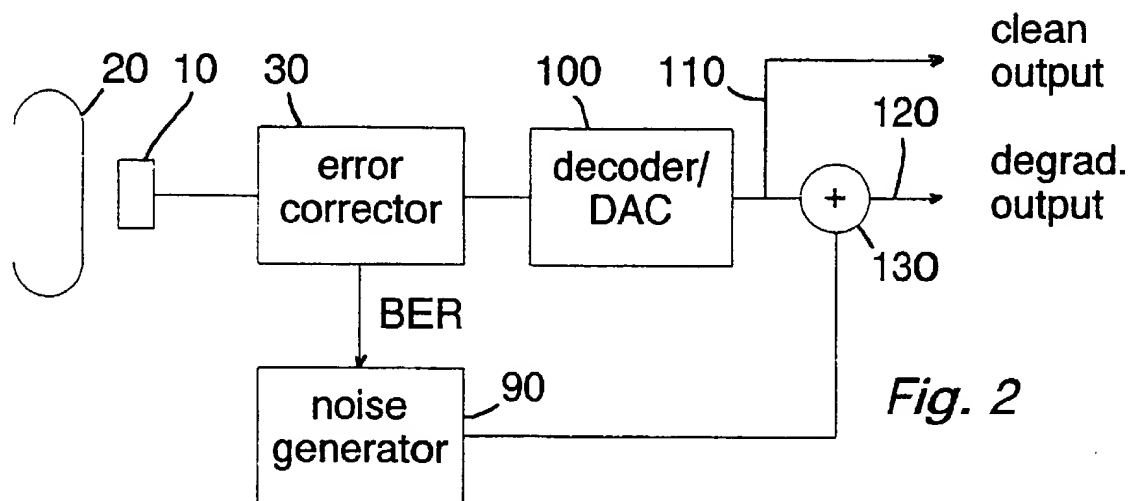 20
10
30
100
110
clean
output
120
error
corrector
decoder/
DAC
+
degrad.
output
130
BER
noise
generator
90
Fig. 2